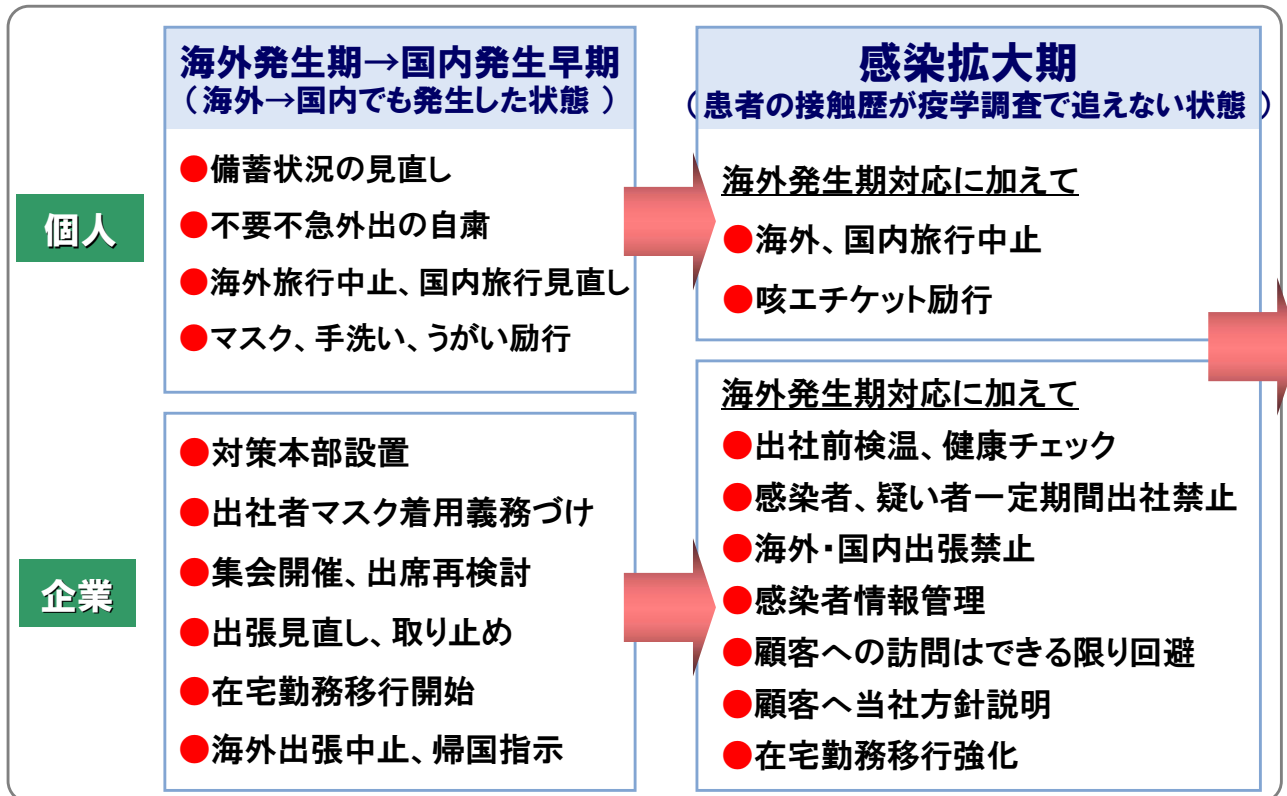 海外発生期→国内発生早期
（海外→国内でも発生した状態 ）
感染拡大期
（患者の接触歴が疫学調査で追えない状態 ）
個人
●備蓄状況の見直し
●不要不急外出の自粛
●海外旅行中止、国内旅行見直し
●マスク、手洗い、うがい励行
海外発生期対応に加えて
●海外、国内旅行中止
●咳エチケット励行
企業
●対策本部設置
●出社者マスク着用義務づけ
●集会開催、出席再検討
●出張見直し、取り止め
●在宅勤務移行開始
●海外出張中止、帰国指示
海外発生期対応に加えて
●出社前検温、健康チェック
●感染者、疑い者一定期間出社禁止
●海外・国内出張禁止
●感染者情報管理
●顧客への訪問はできる限り回避
●顧客へ当社方針説明
●在宅勤務移行強化